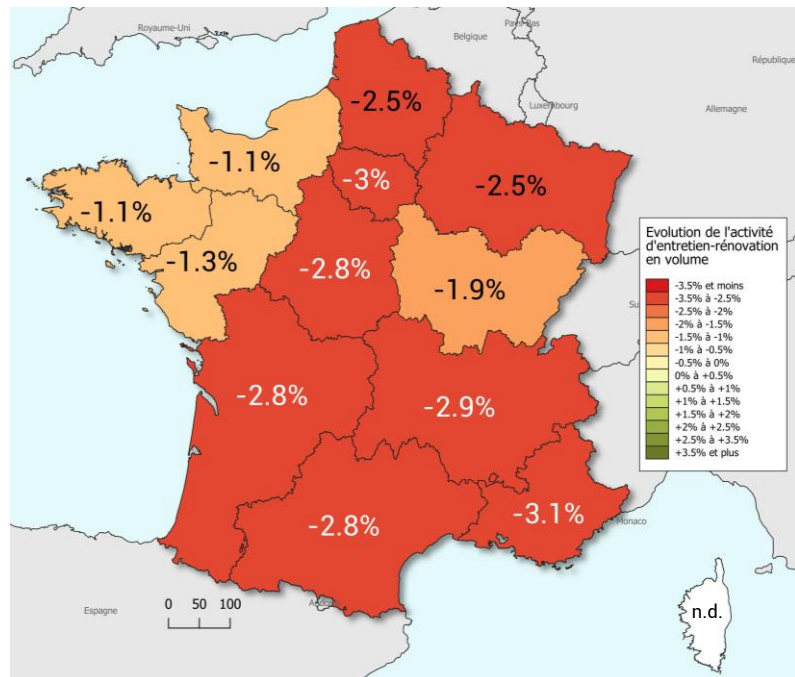 Royaume-Uni
Pays-Bas
Belgique
République
Luxembourg
Allemagne
-2.5%
-1.1%
-3%
-2.5%
-1.1%
-1.3%
-2.8%
-1.9%
-2.8%
-2.9%
-2.8%
-3.1%
Monaco
Espagne
0 50 100
n.d.
Evolution de l'activité
d'entretien-rénovation
en volume
-3.5% et moins
-3.5% à -2.5%
-2.5% à -2%
-2% à -1.5%
-1.5% à -1%
-1% à -0.5%
-0.5% à 0%
0% à +0.5%
+0.5% à +1%
+1% à +1.5%
+1.5% à +2%
+2% à +2.5%
+2.5% à +3.5%
+3.5% et plus